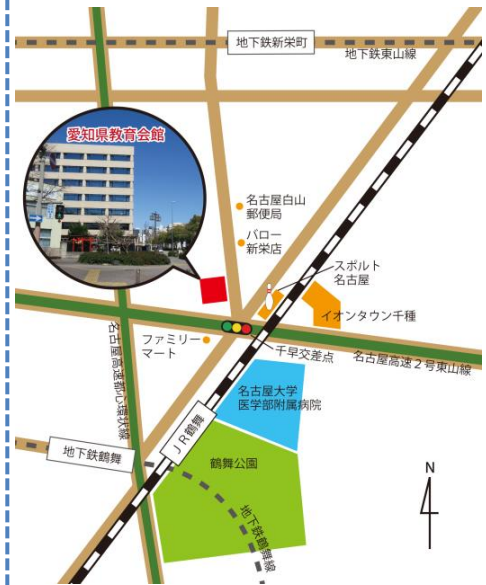 地下鉄新栄町
地下鉄東山線
愛知県教育会館
名古屋白山
郵便局
バロー
新栄店
スポルト
名古屋
イオンタウン千種
ファミリー
マート
千早交差点
名古屋高速2号東山線
名古屋高速都心環状線
名古屋大学
医学部附属病院
JR鶴舞
地下鉄鶴舞
鶴舞公園
地下鉄鶴舞線
N